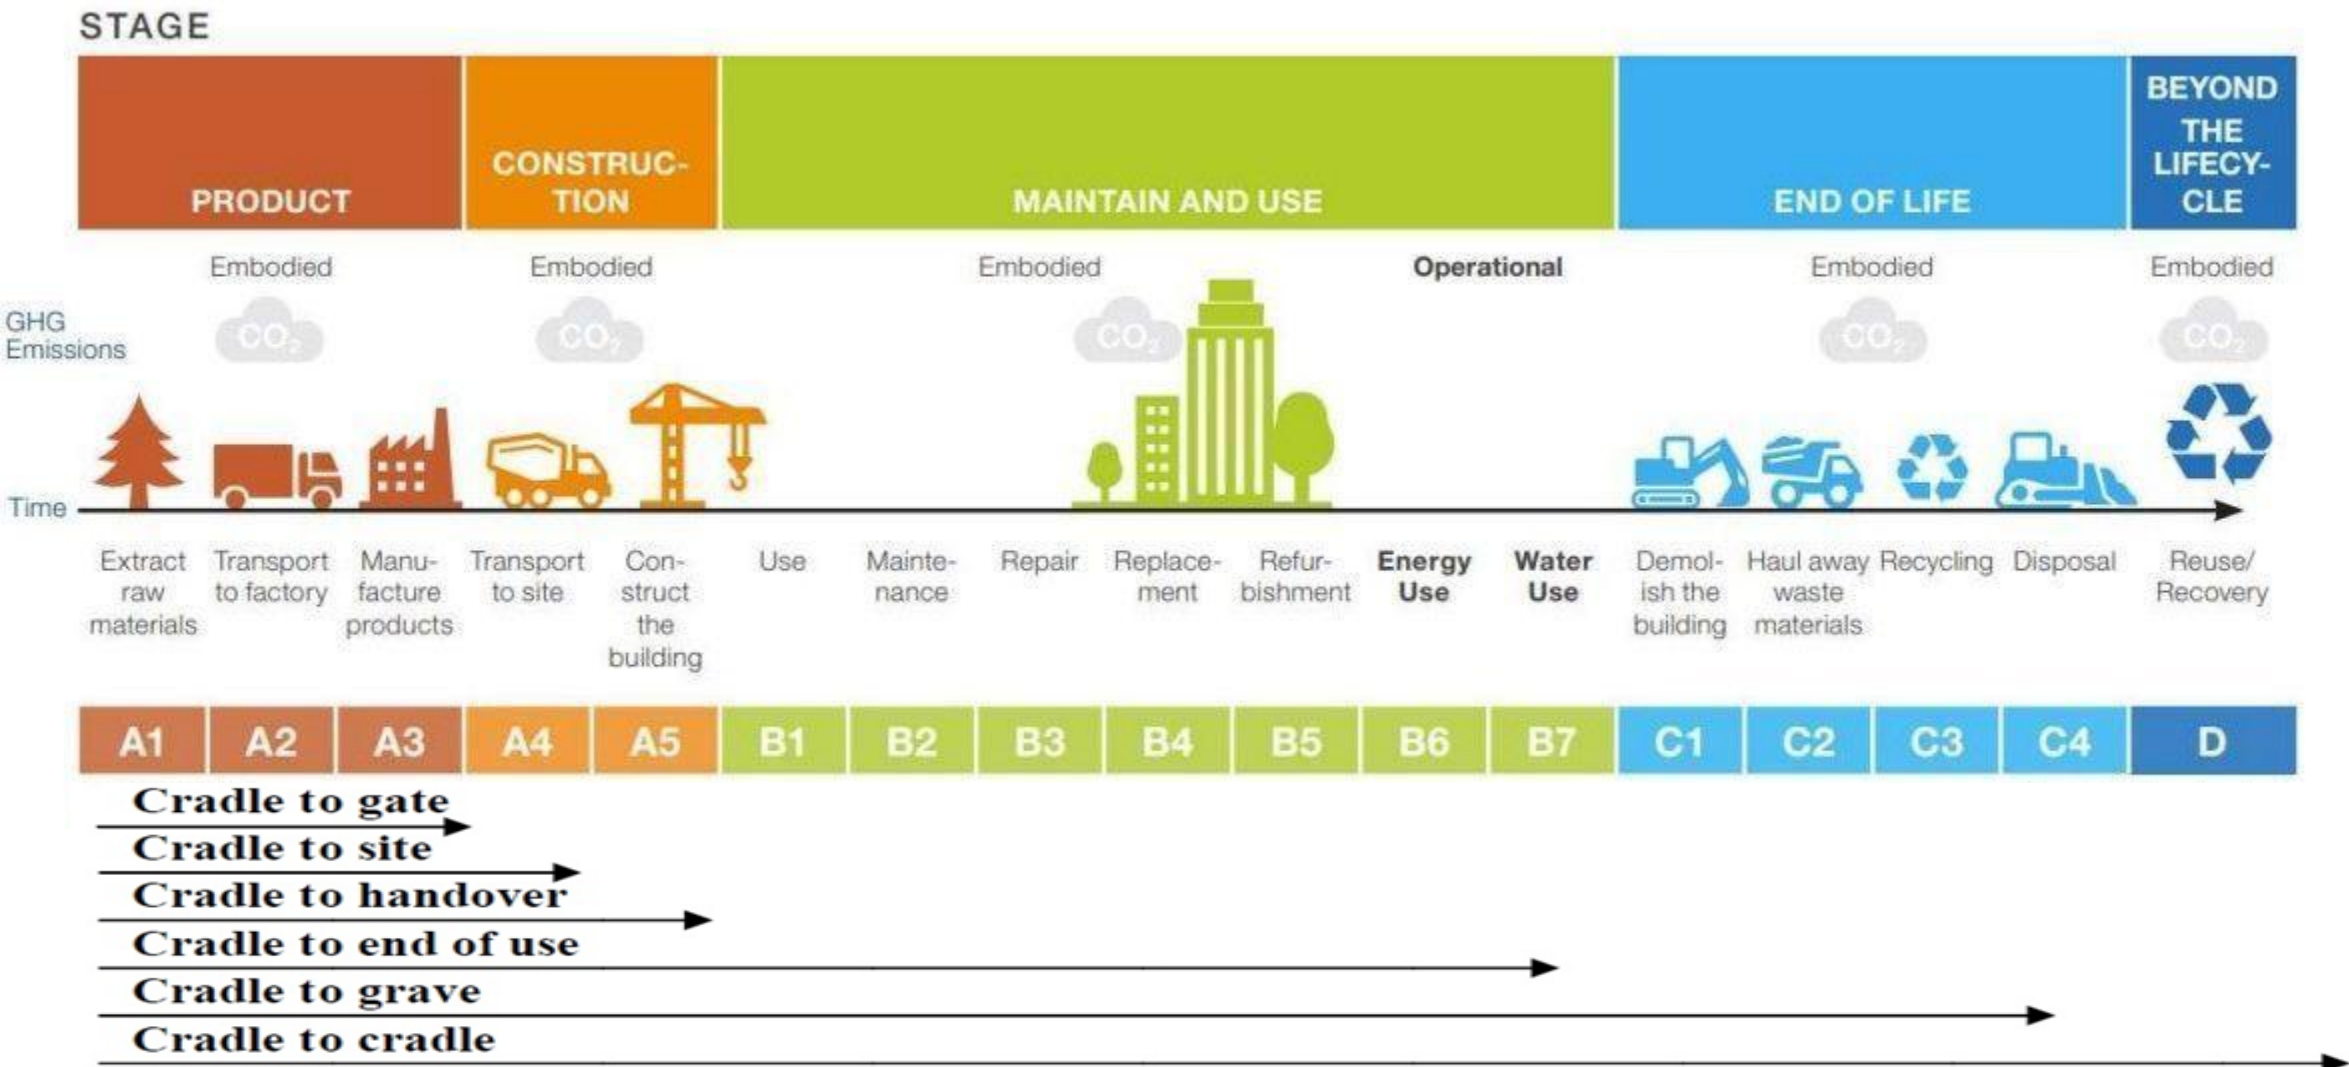 STAGE
PRODUCT
CONSTRUC-
TION
MAINTAIN AND USE
END OF LIFE
BEYOND
THE
LIFECY-
CLE
Embodied
Embodied
Embodied
Operational
Embodied
Embodied
GHG
Emissions
CO2
CO2
CO2
CO2
CO2
Time
Extract
raw
materials
Transport
to factory
Manu-
facture
products
Transport
to site
Con-
struct
the
building
Use
Mainte-
nance
Repair
Replace-
ment
Refur-
bishment
Energy
Use
Water
Use
Demol-
ish the
building
Haul away
waste
materials
Recycling
Disposal
Reuse/
Recovery
A1 A2 A3 A4 A5 B1 B2 B3 B4 B5 B6 B7 C1 C2 C3 C4 D
Cradle to gate
Cradle to site
Cradle to handover
Cradle to end of use
Cradle to grave
Cradle to cradle